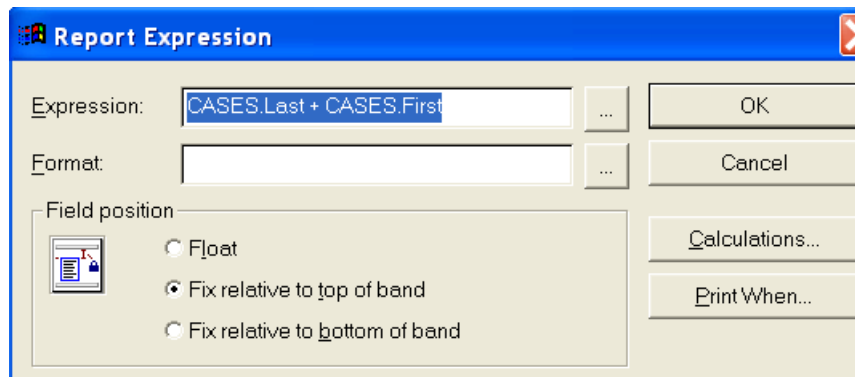 Report Expression
Expression: CASES.Last + CASES.First ... OK
Format: ... Cancel
Field position
Float
Fix relative to top of band
Fix relative to bottom of band
Calculations...
Print When...